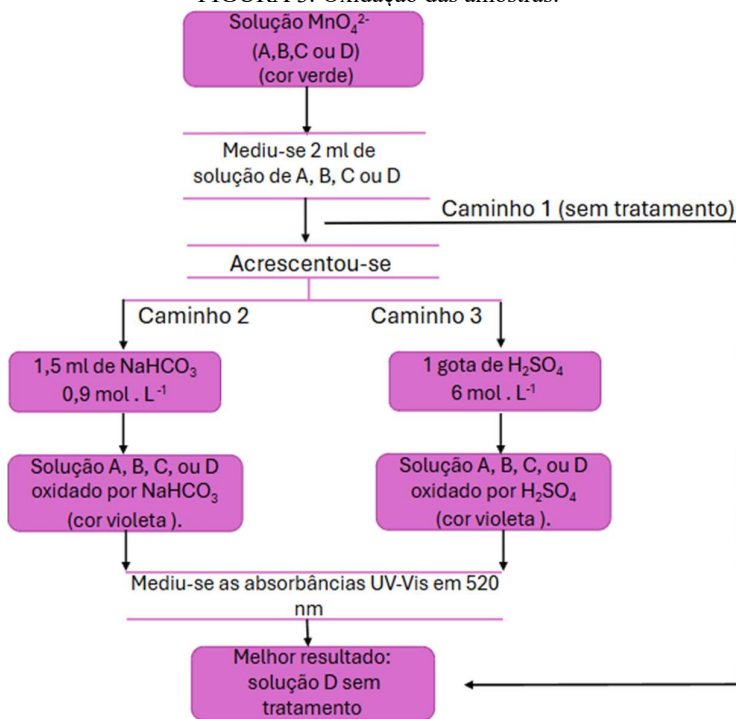 FIGURA 3: Oxidação das amostras.
Solução MnO₄²⁻
(A,B,C ou D)
(cor verde)
Mediu-se 2 ml de
solução de A, B, C ou D
Caminho 1 (sem tratamento)
Acrescentou-se
Caminho 2
Caminho 3
1,5 ml de NaHCO₃
0,9 mol . L⁻¹
1 gota de H₂SO₄
6 mol . L⁻¹
Solução A, B, C, ou D
oxidado por NaHCO₃
(cor violeta ).
Solução A, B, C, ou D
oxidado por H₂SO₄
(cor violeta ).
Mediu-se as absorbâncias UV-Vis em 520
nm
Melhor resultado:
solução D sem
tratamento